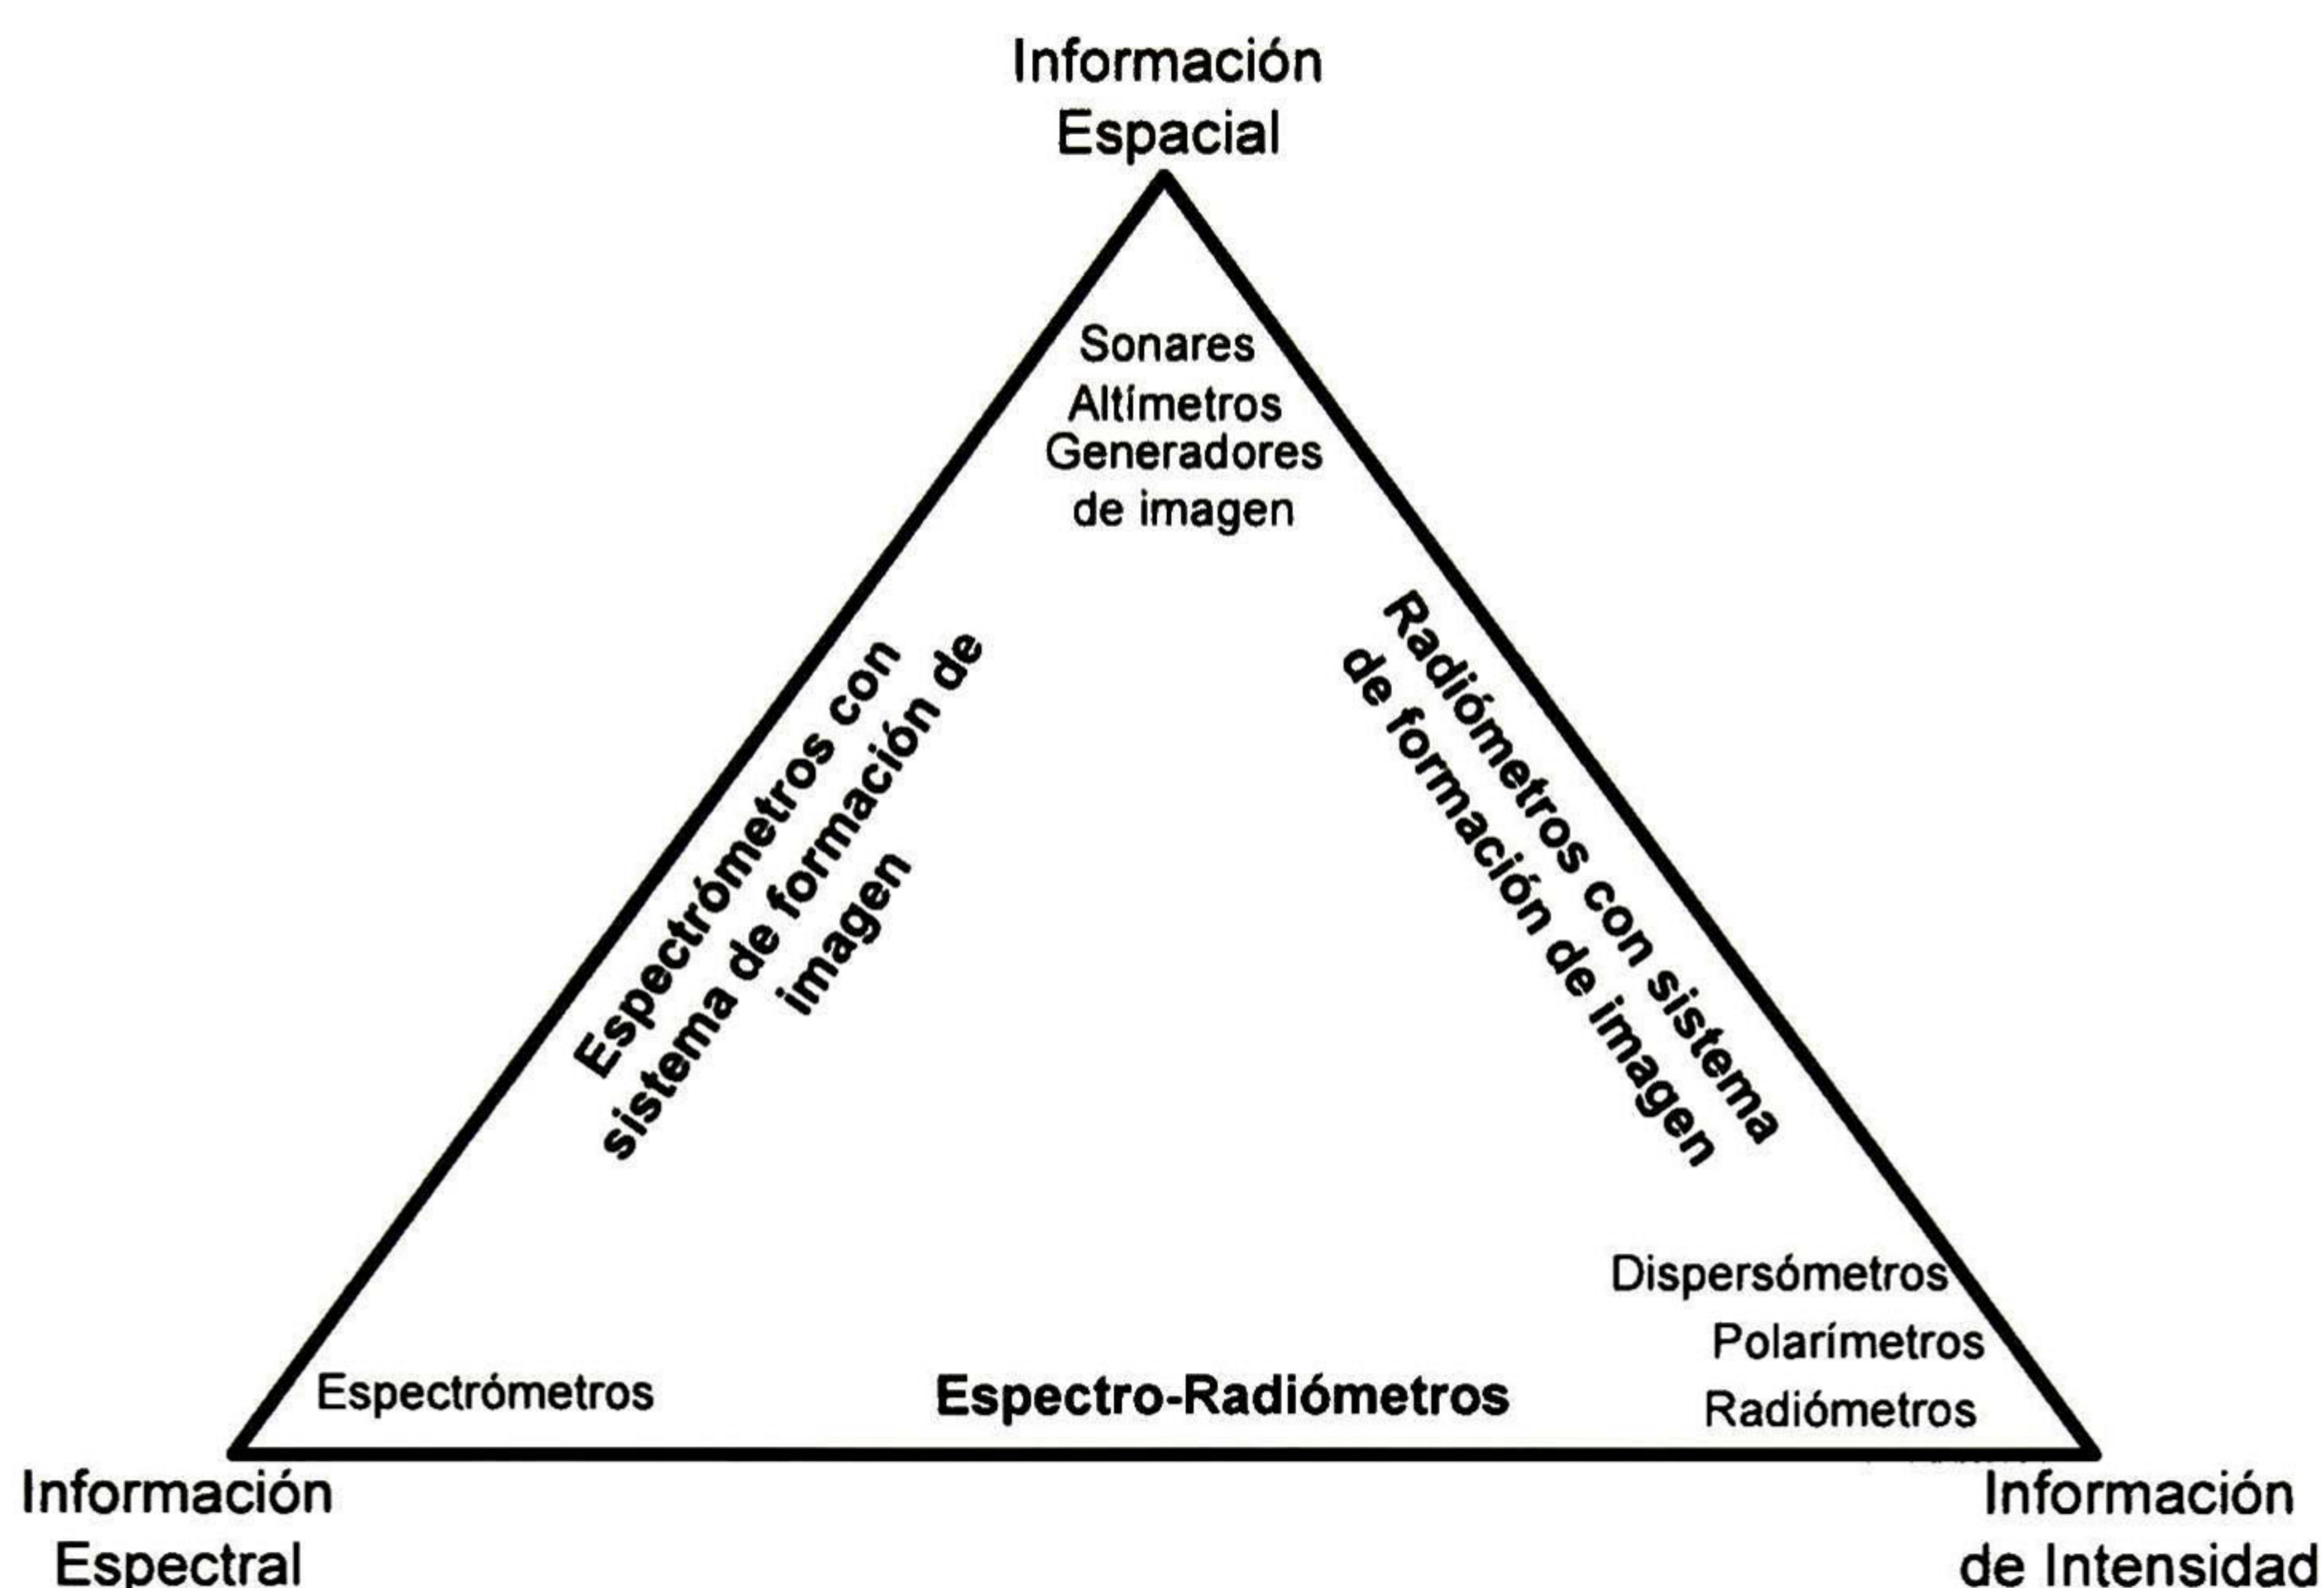 Información
Espacial
Sonares
Altímetros
Generadores
de imagen
Espectrómetros con
sistema de formación de
imagen
Radiómetros con sistema
de formación de imagen
Dispersómetros
Polarímetros
Radiómetros
Espectrómetros
Espectro-Radiómetros
Información
Espectral
Información
de Intensidad